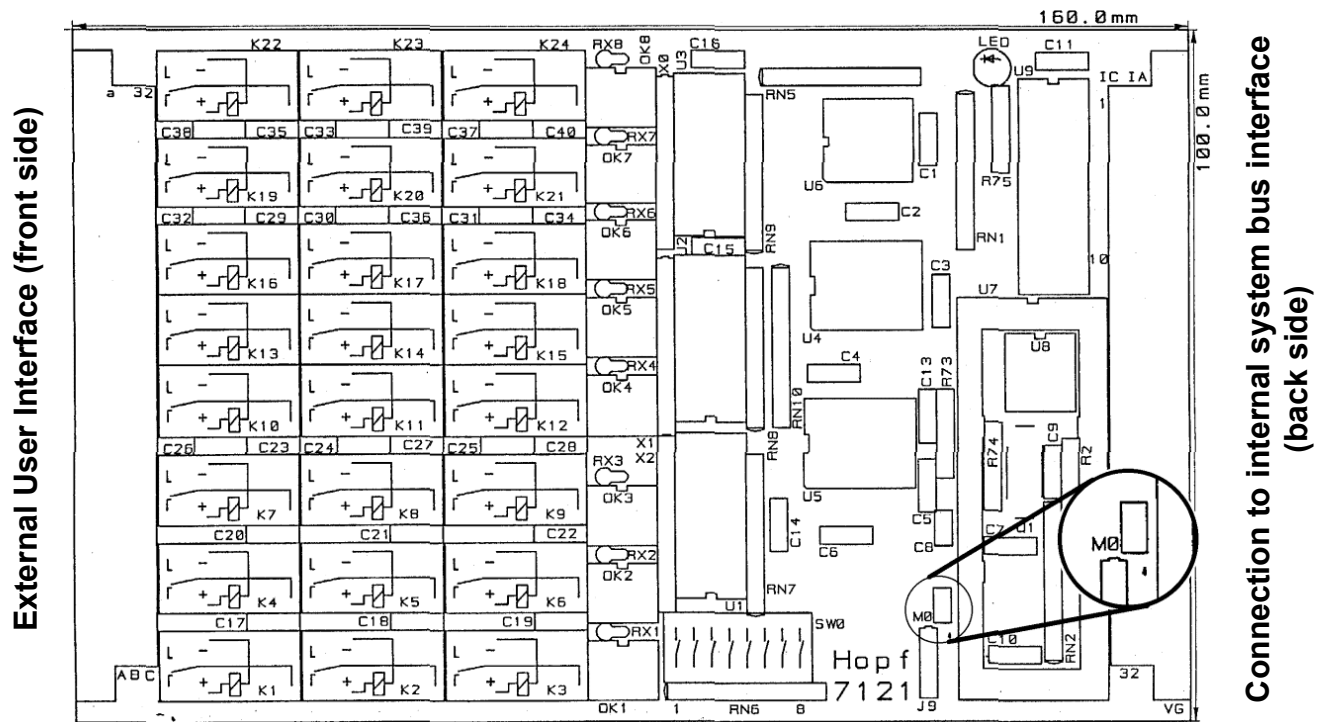 160.0mm
External User Interface (front side)
Connection to internal system bus interface
(back side)
100.0mm
K22 K23 K24 RX8 OK8 X0 U3 C16 LED U9 C11
a 32 IC IA
1
L − +
L − +
L − +
RN5
C38 C35 C33 C39 C37 C40 RX7
OK7
U6 C1 R75
L − + K19
L − + K20
L − + K21
C32 C29 C30 C36 C31 C34 RX6
OK6
C2
U2 C15 RN9 RN1
10
L − + K16
L − + K17
L − + K18
C3
RX5
OK5
U7
L − + K13
L − + K14
L − + K15
U4
U8
RX4
OK4
C4
C13 R73
L − + K10
L − + K11
L − + K12
RN10
C26 C23 C24 C27 C25 C28 X1
X2
RN8
R74 C9 R2
RX3
OK3
U5
L − + K7
L − + K8
L − + K9
C14 C6 C5 C8 C7 U1
C20 C21 C22
M0
RX2
OK2
L − + K4
L − + K5
L − + K6
RN7
U1
C17 C18 C19
SW0
M0
RX1
L − + K1
L − + K2
L − + K3
ABC
Hopf
7121
C10 RN2
32
OK1 1 RN6 8 J9 VG